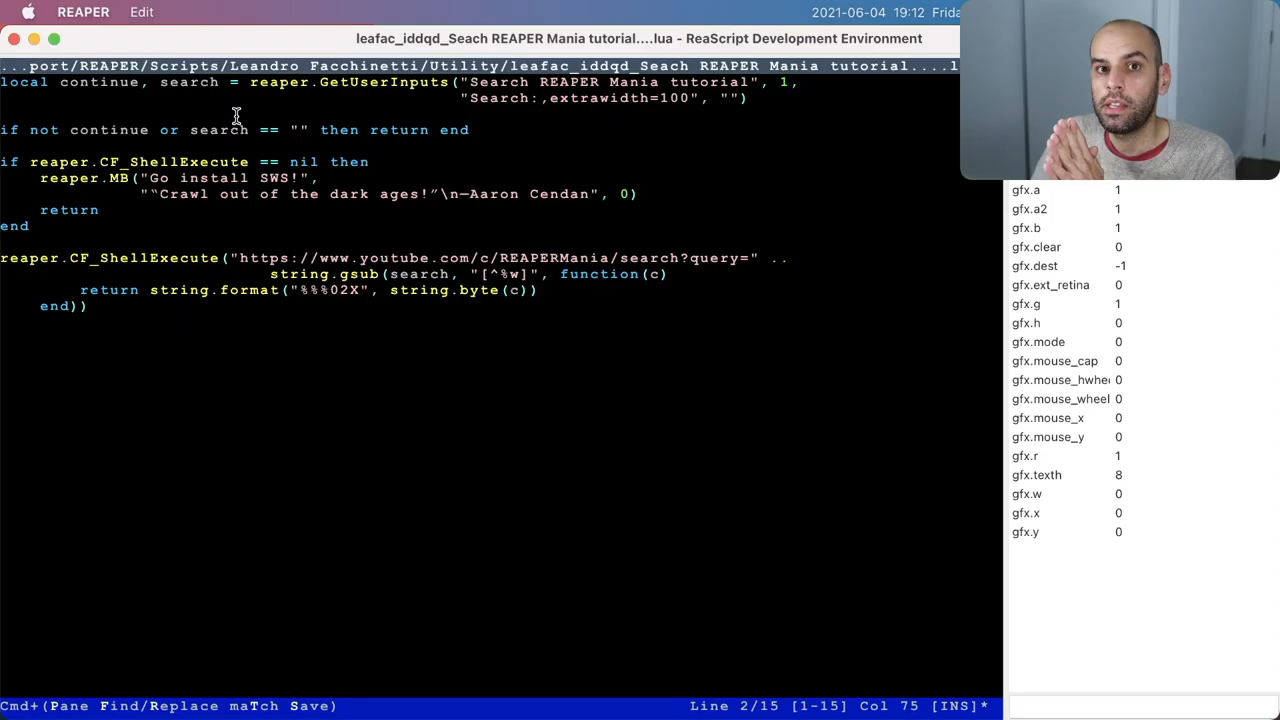 REAPER Edit 2021-06-04 19:12 Frida
leafac_iddqd_Seach REAPER Mania tutorial....lua - ReaScript Development Environment
...port/REAPER/Scripts/Leandro Facchinetti/Utility/leafac_iddqd_Seach REAPER Mania tutorial....l
local continue, search = reaper.GetUserInputs("Search REAPER Mania tutorial", 1,
"Search:,extrawidth=100", "")
if not continue or search == "" then return end
if reaper.CF_ShellExecute == nil then
reaper.MB("Go install SWS!",
"“Crawl out of the dark ages!”\n—Aaron Cendan", 0)
return
end
reaper.CF_ShellExecute("https://www.youtube.com/c/REAPERMania/search?query=" ..
string.gsub(search, "[^%w]", function(c)
return string.format("%%%02X", string.byte(c))
end))
gfx.a 1
gfx.a2 1
gfx.b 1
gfx.clear 0
gfx.dest -1
gfx.ext_retina 0
gfx.g 1
gfx.h 0
gfx.mode 0
gfx.mouse_cap 0
gfx.mouse_hwhee 0
gfx.mouse_wheel 0
gfx.mouse_x 0
gfx.mouse_y 0
gfx.r 1
gfx.texth 8
gfx.w 0
gfx.x 0
gfx.y 0
Cmd+(Pane Find/Replace maTch Save) Line 2/15 [1-15] Col 75 [INS]*